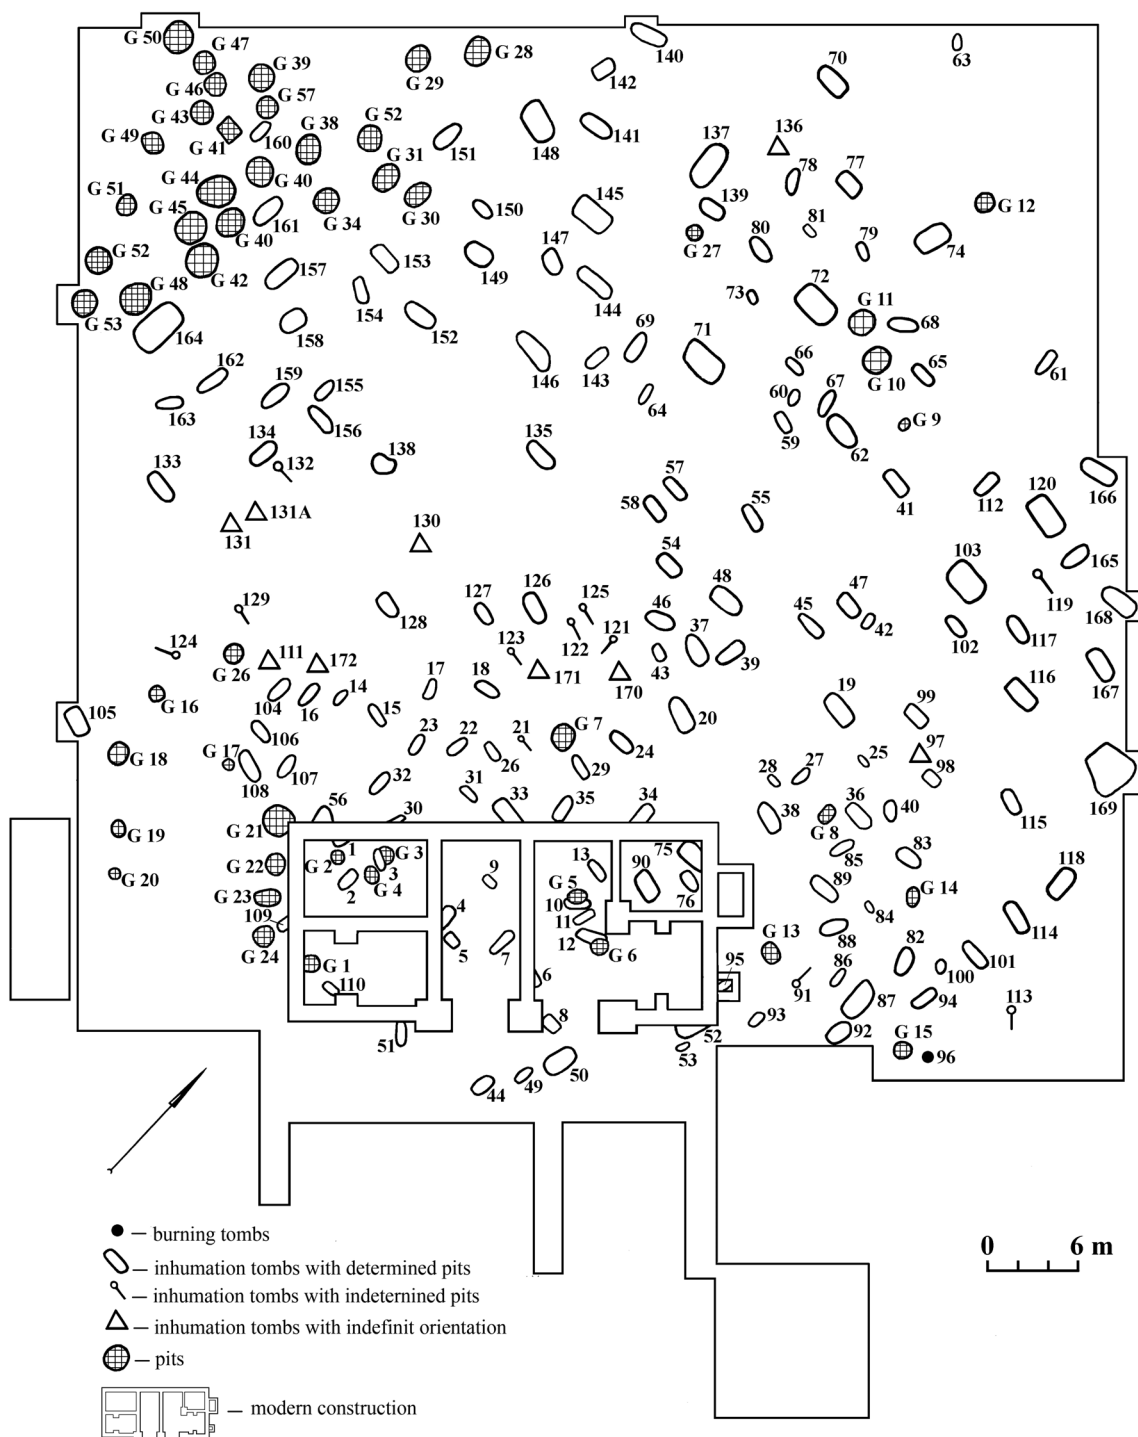 G 50
G 47
140
G 28
63
70
G 39
G 29
142
G 46
G 57
G 43
G 38
G 52
136
137
G 49
G 41
160
151
148
141
G 31
78
77
G 44
G 40
G 51
145
139
G 12
G 30
G 45
161
G 34
150
81
G 40
80
79
147
G 27
74
G 52
153
G 42
157
149
72
G 48
144
73
G 11
G 53
154
68
164
158
152
69
71
162
66
65
61
159
155
146
143
G 10
60
67
163
64
156
G 9
59
62
134
138
135
132
133
57
120
166
58
55
41
112
131A
131
130
54
103
165
48
47
127
126
125
129
46
45
119
168
128
42
37
121
124
123
122
102
117
111
172
39
G 26
43
17
18
171
170
167
116
14
19
99
G 16
105
104
16
15
20
G 7
23
22
21
106
97
G 18
G 17
24
25
26
107
29
28
27
98
108
32
31
169
56
30
33
35
34
36
40
38
115
G 21
G 19
G 8
1
75
83
85
G 2
G 3
13
118
G 22
9
90
3
G 20
G 4
89
2
G 5
76
G 14
G 23
10
4
84
109
11
114
88
12
G 13
G 24
5
7
G 6
82
95
101
G 1
86
100
6
91
110
87
94
113
8
93
G 15
51
52
92
53
96
50
49
44
— burning tombs
— inhumation tombs with determined pits
— inhumation tombs with indeternined pits
— inhumation tombs with indefinit orientation
— pits
— modern construction
0 6 m